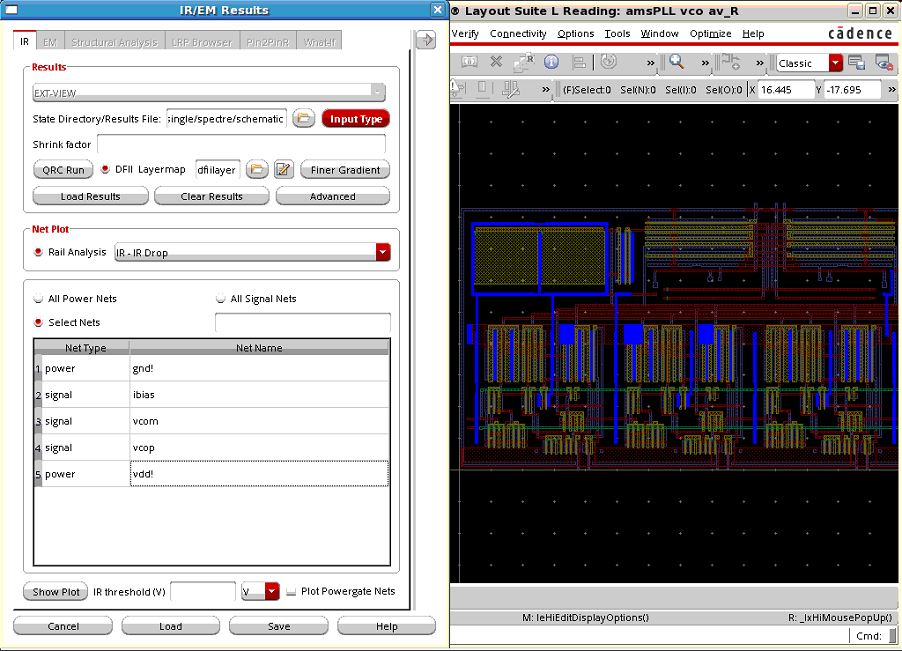 IR/EM Results
IR EM Structural Analysis LRP Browser Pin2PinR What-If
Results
EXT-VIEW
State Directory/Results File: single/spectre/schematic Input Type
Shrink factor
QRC Run DFII Layermap dfiilayer Finer Gradient
Load Results Clear Results Advanced
Net Plot
Rail Analysis IR - IR Drop
All Power Nets All Signal Nets
Select Nets
Net Type Net Name
1 power gnd!
2 signal ibias
3 signal vcom
4 signal vcop
5 power vdd!
Show Plot IR threshold (V) V Plot Powergate Nets
Cancel Load Save Help
Layout Suite L Reading: amsPLL vco av_R
Verify Connectivity Options Tools Window Optimize Help cādence
» » » Classic »
» (F)Select:0 Sel(N):0 Sel(I):0 Sel(O):0 X 16.445 Y -17.695 »
M: leHiEditDisplayOptions() R: _lxHiMousePopUp()
Cmd: